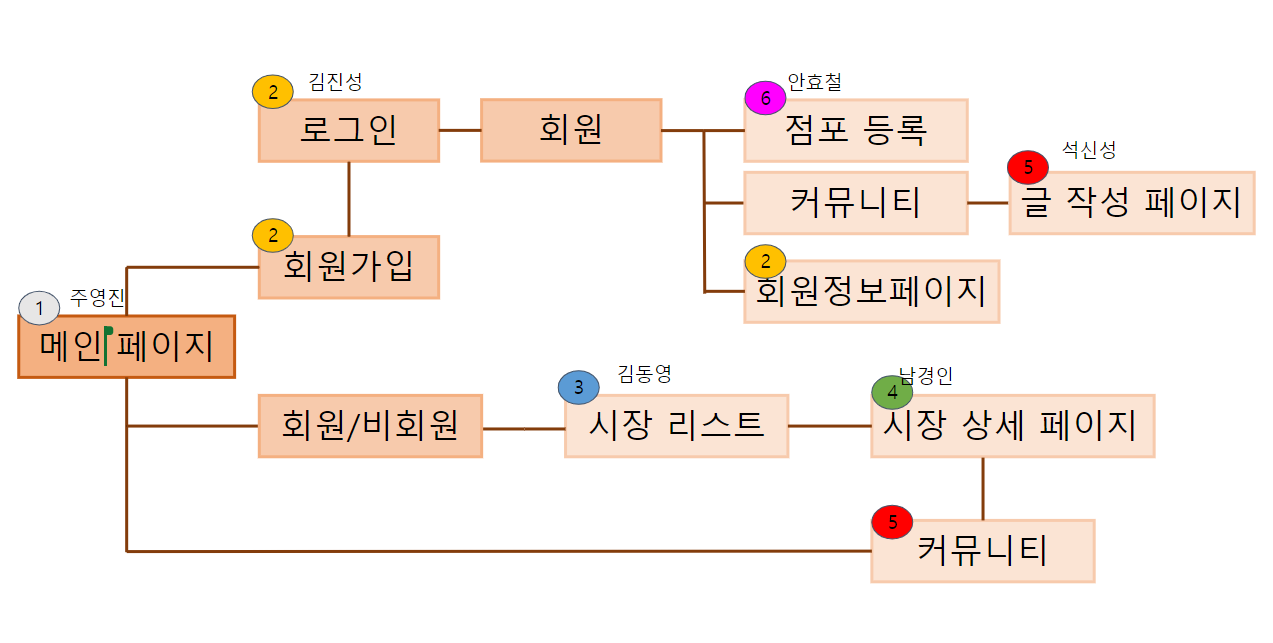 김진성
2
로그인
회원
안효철
6
점포 등록
석신성
5
글 작성 페이지
커뮤니티
2
회원가입
2
회원정보페이지
주영진
1
메인 페이지
회원/비회원
김동영
3
시장 리스트
남경인
4
시장 상세 페이지
5
커뮤니티